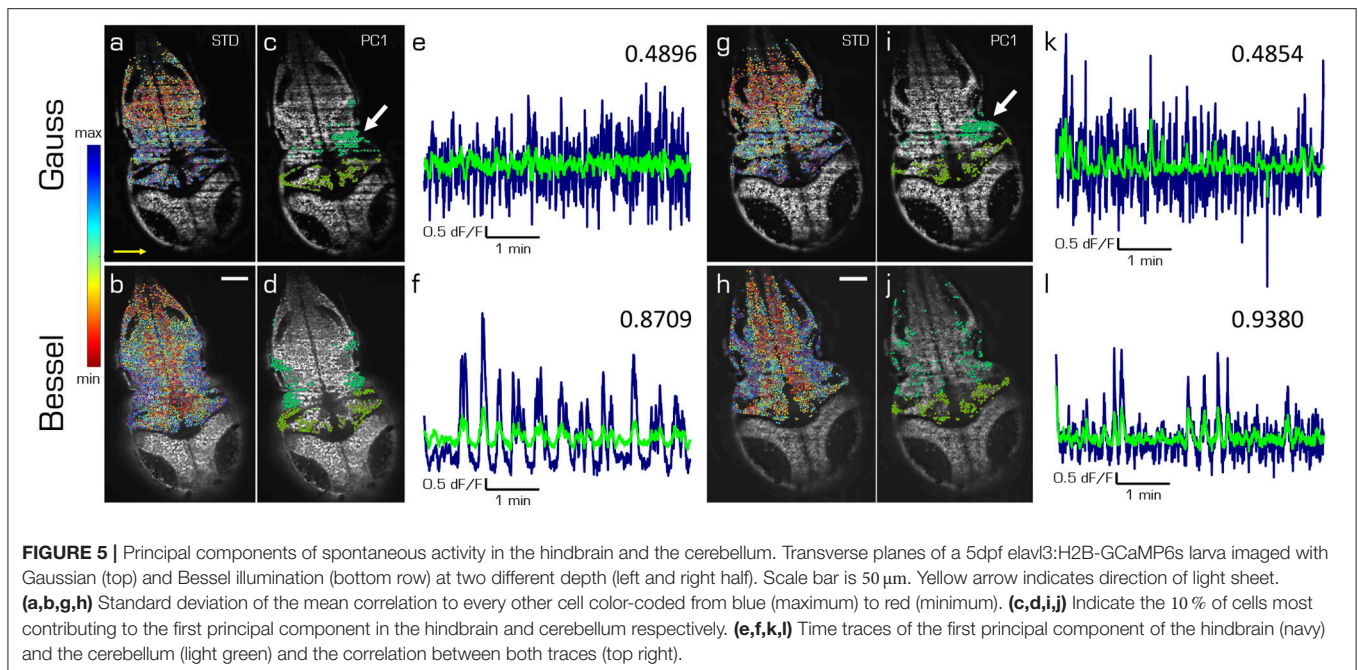 a STD
c PC1
e
0.4896
g STD
i PC1
k
0.4854
Gauss
max
min
0.5 dF/F
1 min
0.5 dF/F
1 min
Bessel
b
d
f
0.8709
h
j
l
0.9380
0.5 dF/F
1 min
0.5 dF/F
1 min
FIGURE 5 | Principal components of spontaneous activity in the hindbrain and the cerebellum. Transverse planes of a 5dpf elavl3:H2B-GCaMP6s larva imaged with
Gaussian (top) and Bessel illumination (bottom row) at two different depth (left and right half). Scale bar is 50 μm. Yellow arrow indicates direction of light sheet.
(a,b,g,h) Standard deviation of the mean correlation to every other cell color-coded from blue (maximum) to red (minimum). (c,d,i,j) Indicate the 10 % of cells most
contributing to the first principal component in the hindbrain and cerebellum respectively. (e,f,k,l) Time traces of the first principal component of the hindbrain (navy)
and the cerebellum (light green) and the correlation between both traces (top right).